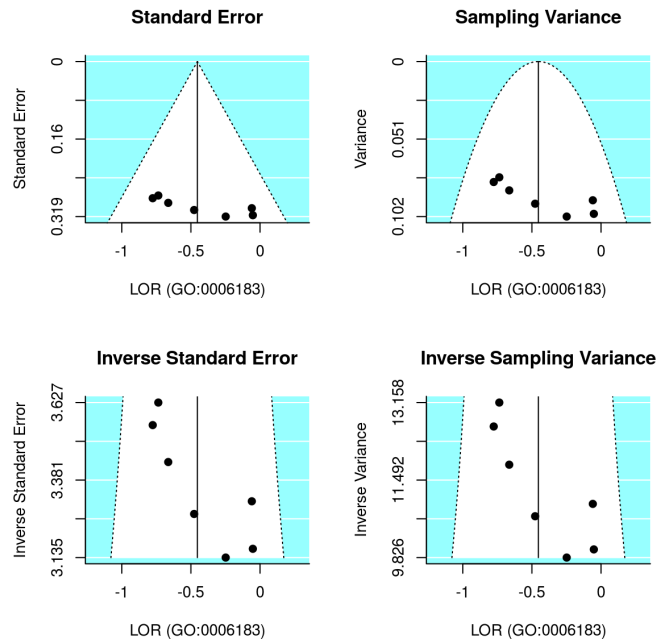 Standard Error
Standard Error
0
0.16
0.319
-1 -0.5 0
LOR (GO:0006183)
Sampling Variance
Variance
0
0.051
0.102
-1 -0.5 0
LOR (GO:0006183)
Inverse Standard Error
Inverse Standard Error
3.627
3.381
3.135
-1 -0.5 0
LOR (GO:0006183)
Inverse Sampling Variance
Inverse Variance
13.158
11.492
9.826
-1 -0.5 0
LOR (GO:0006183)